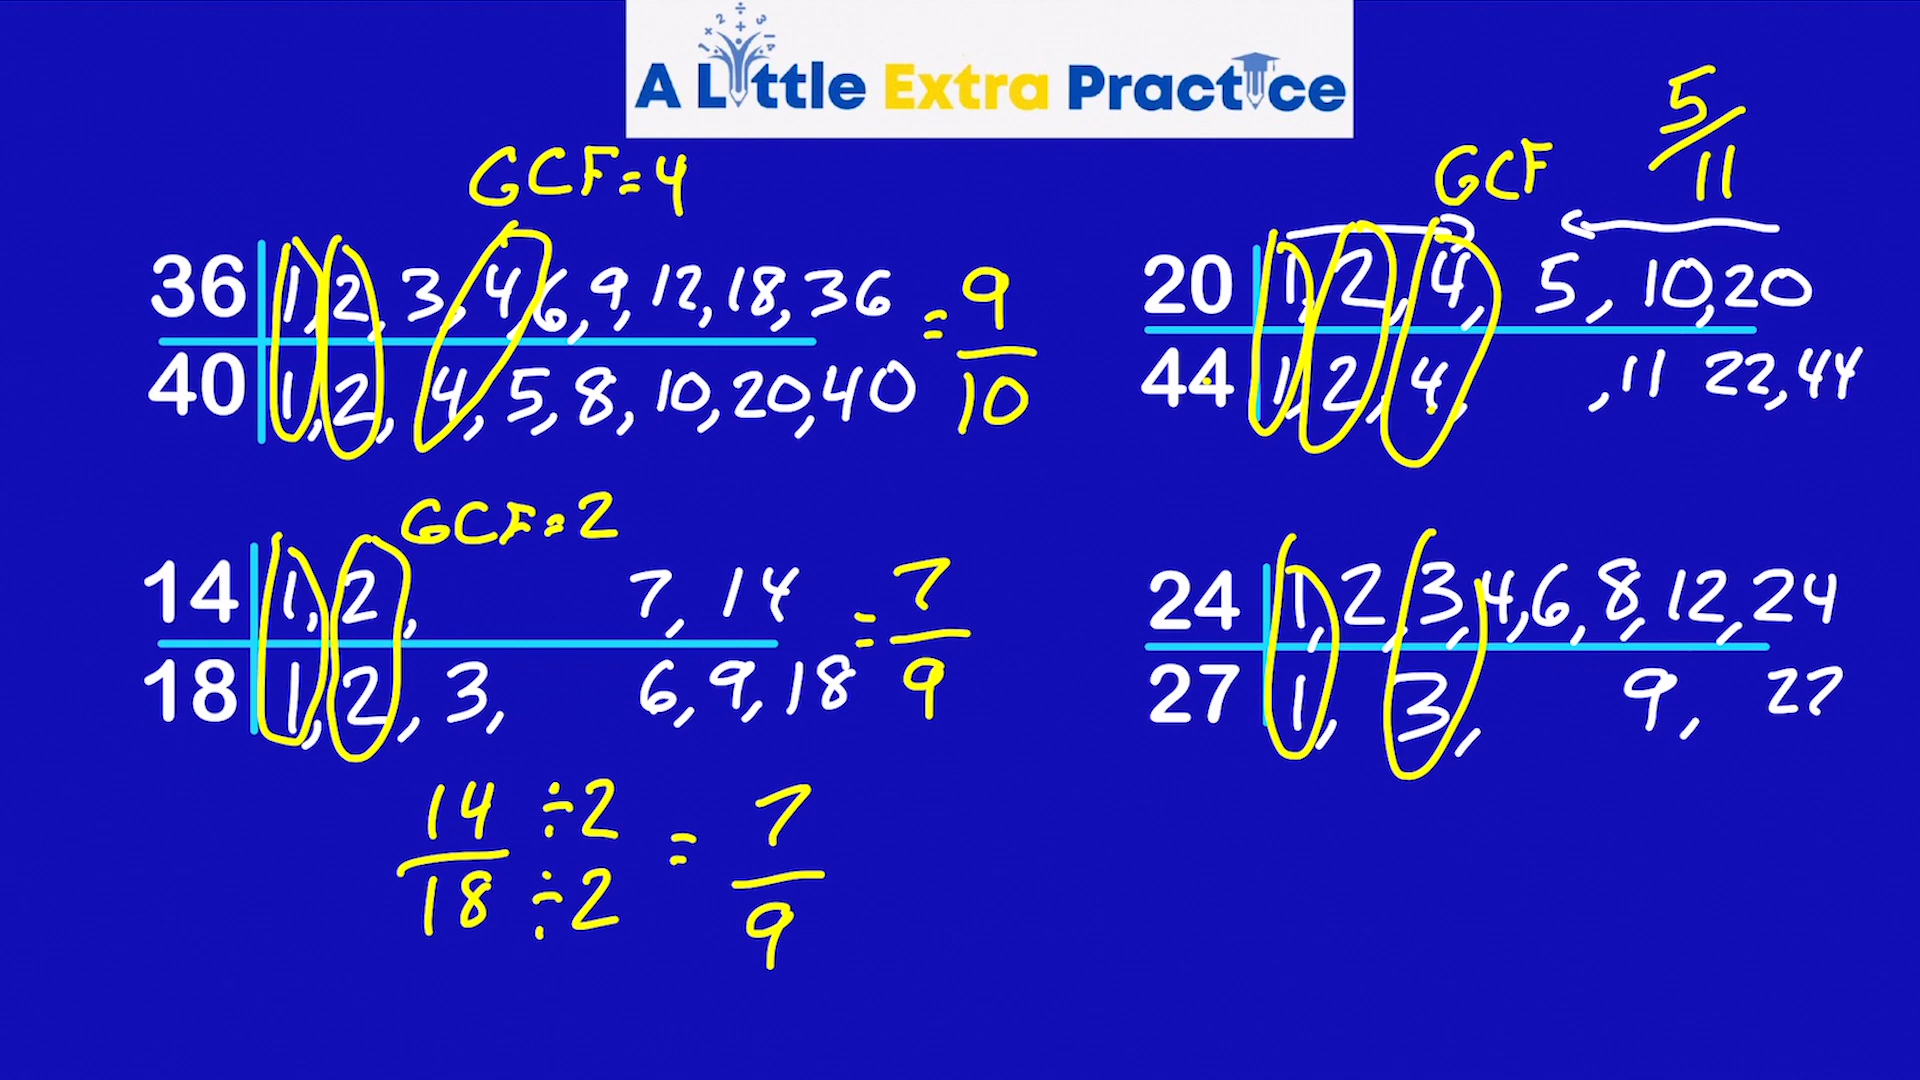 A Little Extra Practice
GCF=4
36 1, 2, 3, 4, 6, 9, 12, 18, 36
40 1, 2, 4, 5, 8, 10, 20, 40
= 9/10
GCF 5/11
20 1, 2, 4, 5, 10, 20
44 1, 2, 4, , 11 22, 44
GCF=2
14 1, 2, 7, 14
18 1, 2, 3, 6, 9, 18
= 7/9
14 ÷2 = 7
18 ÷2 9
24 1, 2, 3, 4, 6, 8, 12, 24
27 1, 3, 9, 27